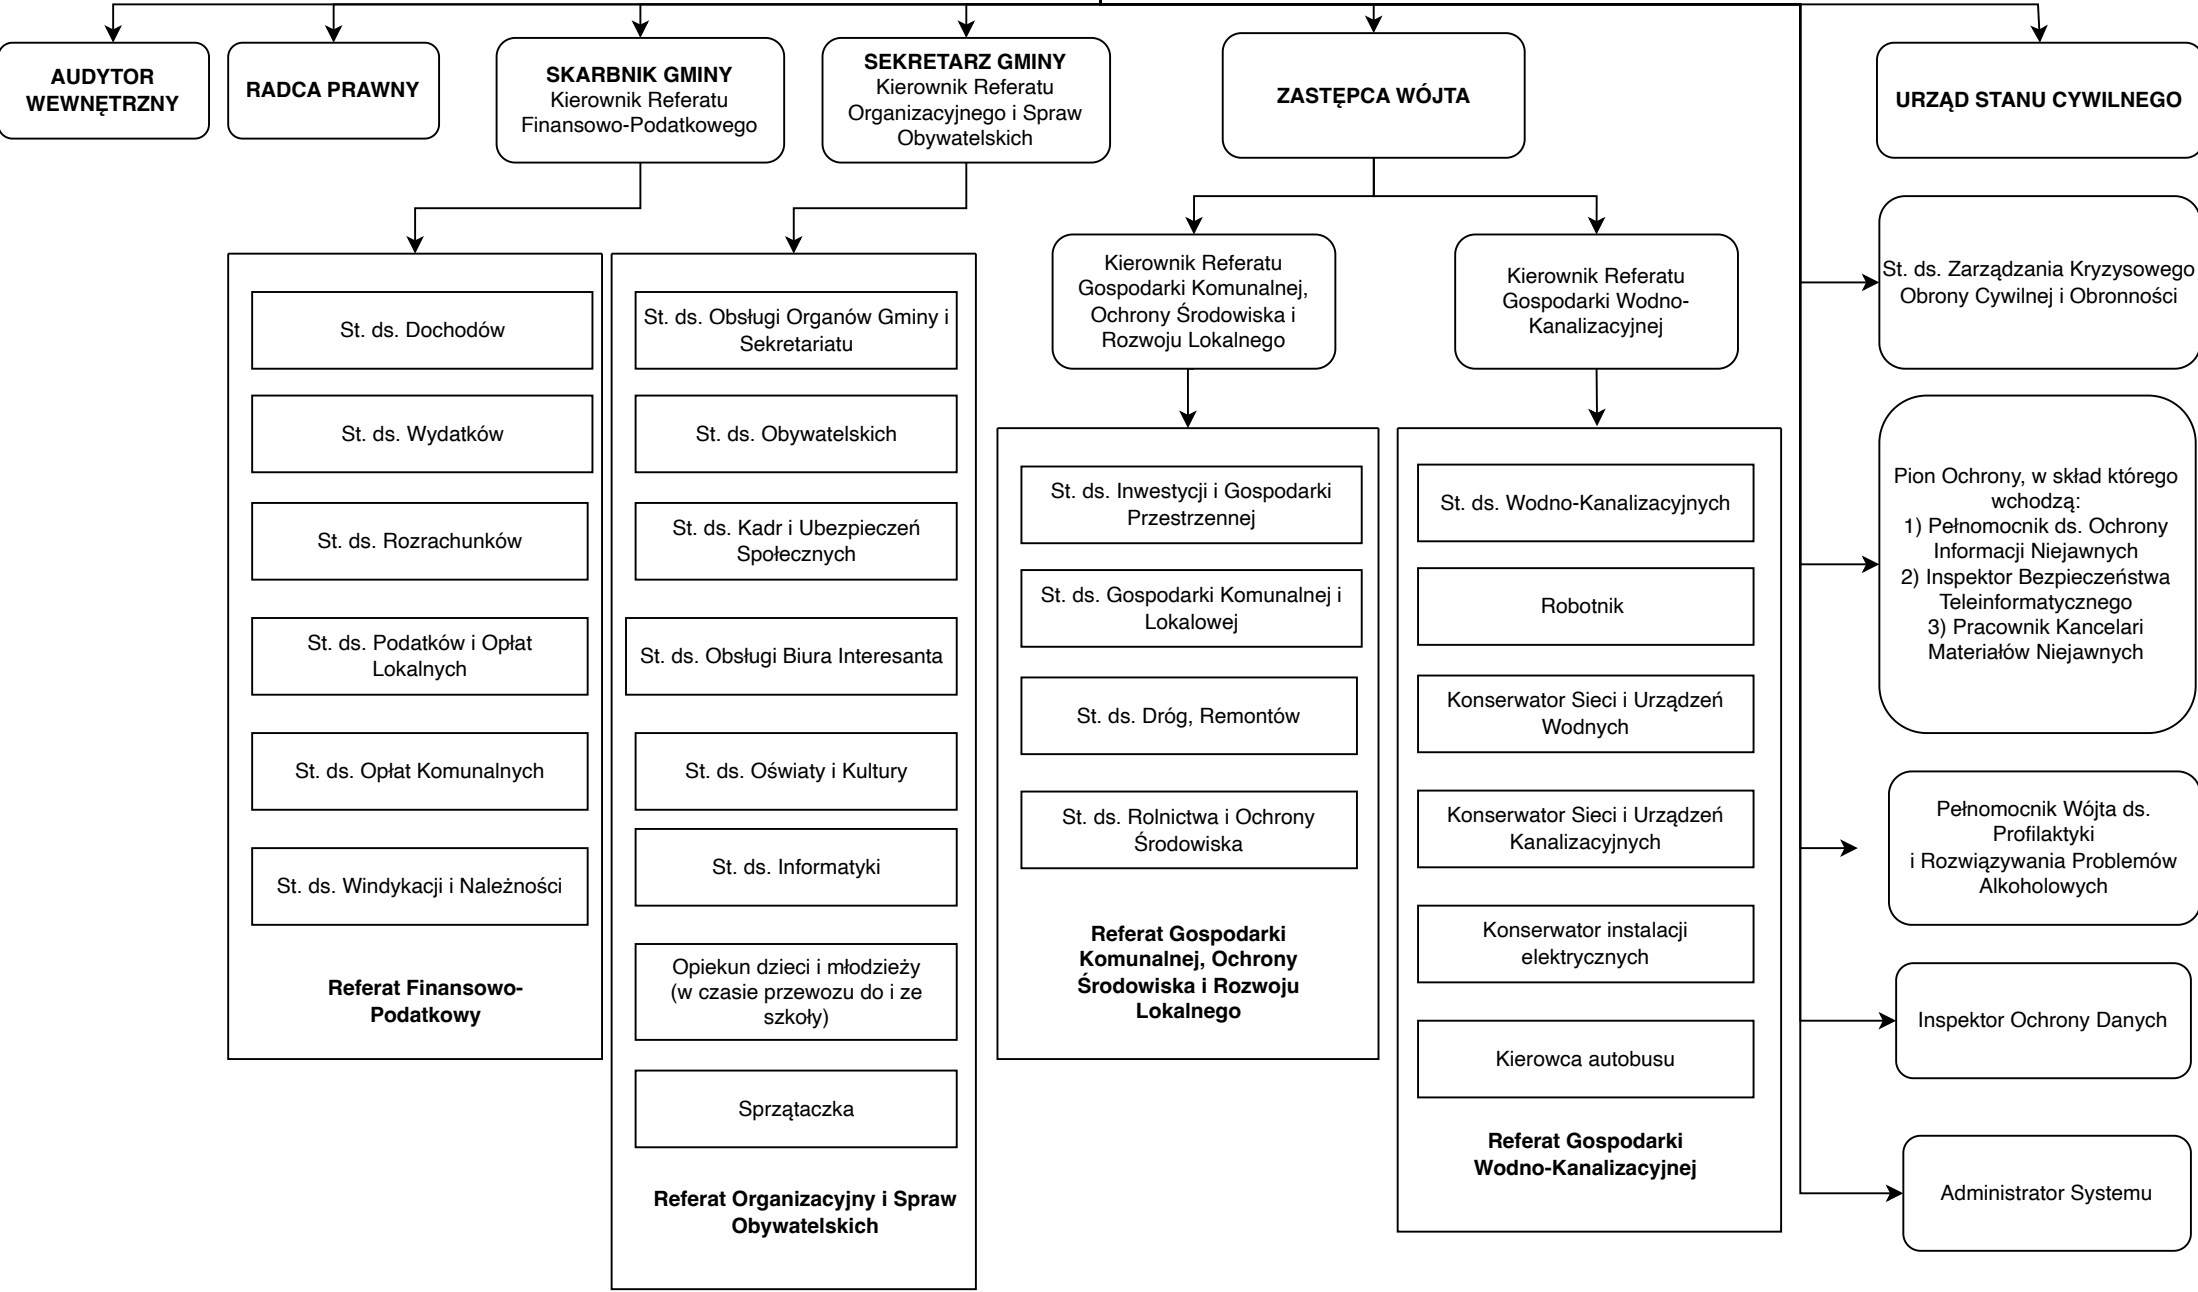 AUDYTOR
WEWNĘTRZNY
RADCA PRAWNY
SKARBNIK GMINY
Kierownik Referatu
Finansowo-Podatkowego
SEKRETARZ GMINY
Kierownik Referatu
Organizacyjnego i Spraw
Obywatelskich
ZASTĘPCA WÓJTA
URZĄD STANU CYWILNEGO
St. ds. Dochodów
St. ds. Wydatków
St. ds. Rozrachunków
St. ds. Podatków i Opłat
Lokalnych
St. ds. Opłat Komunalnych
St. ds. Windykacji i Należności
Referat Finansowo-
Podatkowy
St. ds. Obsługi Organów Gminy i
Sekretariatu
St. ds. Obywatelskich
St. ds. Kadr i Ubezpieczeń
Społecznych
St. ds. Obsługi Biura Interesanta
St. ds. Oświaty i Kultury
St. ds. Informatyki
Opiekun dzieci i młodzieży
(w czasie przewozu do i ze
szkoły)
Sprzątaczka
Referat Organizacyjny i Spraw
Obywatelskich
Kierownik Referatu
Gospodarki Komunalnej,
Ochrony Środowiska i
Rozwoju Lokalnego
St. ds. Inwestycji i Gospodarki
Przestrzennej
St. ds. Gospodarki Komunalnej i
Lokalowej
St. ds. Dróg, Remontów
St. ds. Rolnictwa i Ochrony
Środowiska
Referat Gospodarki
Komunalnej, Ochrony
Środowiska i Rozwoju
Lokalnego
Kierownik Referatu
Gospodarki Wodno-
Kanalizacyjnej
St. ds. Wodno-Kanalizacyjnych
Robotnik
Konserwator Sieci i Urządzeń
Wodnych
Konserwator Sieci i Urządzeń
Kanalizacyjnych
Konserwator instalacji
elektrycznych
Kierowca autobusu
Referat Gospodarki
Wodno-Kanalizacyjnej
St. ds. Zarządzania Kryzysowego
Obrony Cywilnej i Obronności
Pion Ochrony, w skład którego
wchodzą:
1) Pełnomocnik ds. Ochrony
Informacji Niejawnych
2) Inspektor Bezpieczeństwa
Teleinformatycznego
3) Pracownik Kancelari
Materiałów Niejawnych
Pełnomocnik Wójta ds.
Profilaktyki
i Rozwiązywania Problemów
Alkoholowych
Inspektor Ochrony Danych
Administrator Systemu